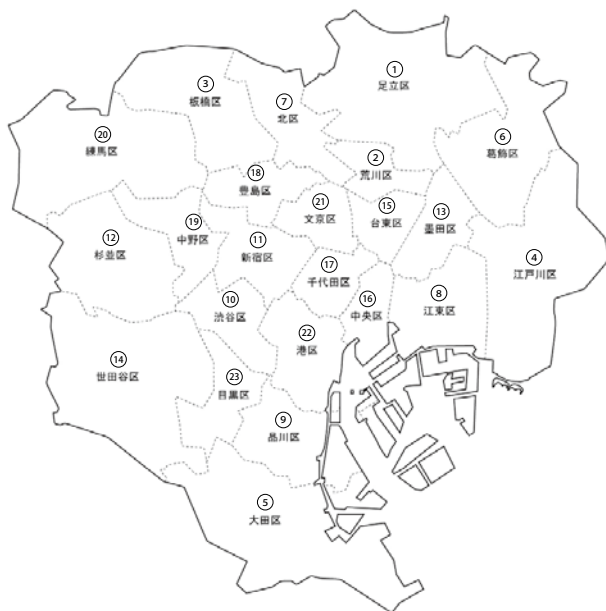 ①
足立区
③
板橋区
⑦
北区
⑥
葛飾区
⑳
練馬区
②
荒川区
⑱
豊島区
㉑
文京区
⑮
台東区
⑬
墨田区
⑲
中野区
⑫
杉並区
⑪
新宿区
④
江戸川区
⑰
千代田区
⑧
江東区
⑩
渋谷区
⑯
中央区
㉒
港区
⑭
世田谷区
㉓
目黒区
⑨
品川区
⑤
大田区